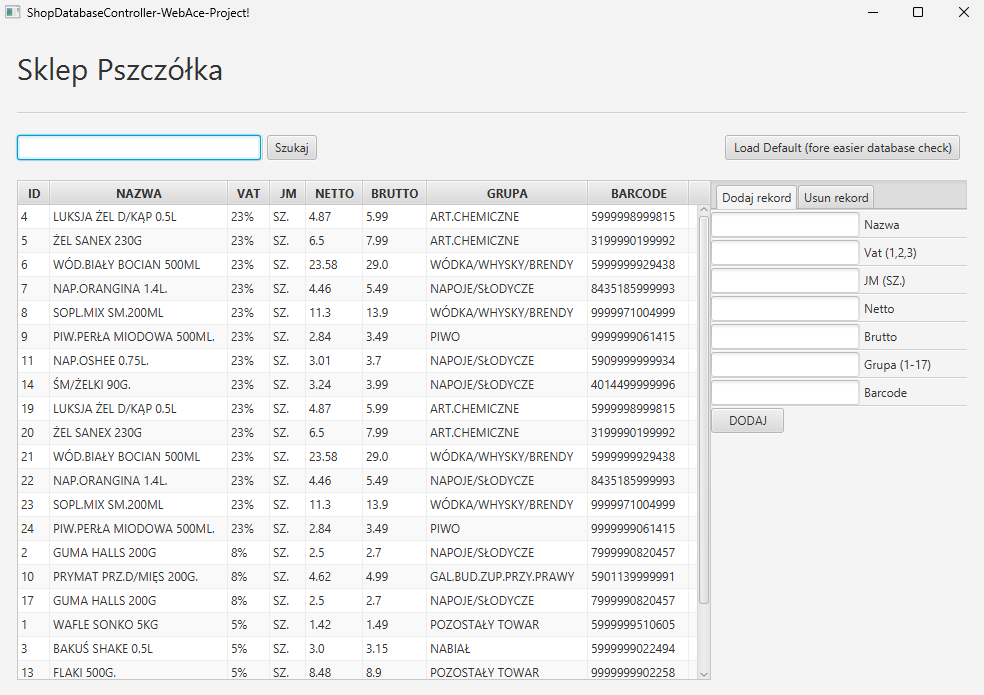 ShopDatabaseController-WebAce-Project!
Sklep Pszczółka
Szukaj
Load Default (fore easier database check)
ID NAZWA VAT JM NETTO BRUTTO GRUPA BARCODE
4 LUKSJA ŻEL D/KĄP 0.5L 23% SZ. 4.87 5.99 ART.CHEMICZNE 5999998999815
5 ŻEL SANEX 230G 23% SZ. 6.5 7.99 ART.CHEMICZNE 3199990199992
6 WÓD.BIAŁY BOCIAN 500ML 23% SZ. 23.58 29.0 WÓDKA/WHYSKY/BRENDY 5999999929438
7 NAP.ORANGINA 1.4L. 23% SZ. 4.46 5.49 NAPOJE/SŁODYCZE 8435185999993
8 SOPL.MIX SM.200ML 23% SZ. 11.3 13.9 WÓDKA/WHYSKY/BRENDY 9999971004999
9 PIW.PERŁA MIODOWA 500ML. 23% SZ. 2.84 3.49 PIWO 9999999061415
11 NAP.OSHEE 0.75L. 23% SZ. 3.01 3.7 NAPOJE/SŁODYCZE 5909999999934
14 ŚM/ŻELKI 90G. 23% SZ. 3.24 3.99 NAPOJE/SŁODYCZE 4014499999996
19 LUKSJA ŻEL D/KĄP 0.5L 23% SZ. 4.87 5.99 ART.CHEMICZNE 5999998999815
20 ŻEL SANEX 230G 23% SZ. 6.5 7.99 ART.CHEMICZNE 3199990199992
21 WÓD.BIAŁY BOCIAN 500ML 23% SZ. 23.58 29.0 WÓDKA/WHYSKY/BRENDY 5999999929438
22 NAP.ORANGINA 1.4L. 23% SZ. 4.46 5.49 NAPOJE/SŁODYCZE 8435185999993
23 SOPL.MIX SM.200ML 23% SZ. 11.3 13.9 WÓDKA/WHYSKY/BRENDY 9999971004999
24 PIW.PERŁA MIODOWA 500ML. 23% SZ. 2.84 3.49 PIWO 9999999061415
2 GUMA HALLS 200G 8% SZ. 2.5 2.7 NAPOJE/SŁODYCZE 7999990820457
10 PRYMAT PRZ.D/MIĘS 200G. 8% SZ. 4.62 4.99 GAL.BUD.ZUP.PRZY.PRAWY 5901139999991
17 GUMA HALLS 200G 8% SZ. 2.5 2.7 NAPOJE/SŁODYCZE 7999990820457
1 WAFLE SONKO 5KG 5% SZ. 1.42 1.49 POZOSTAŁY TOWAR 5999999510605
3 BAKUŚ SHAKE 0.5L 5% SZ. 3.0 3.15 NABIAŁ 5999999022494
13 FLAKI 500G. 5% SZ. 8.48 8.9 POZOSTAŁY TOWAR 9999999902258
Dodaj rekord Usun rekord
Nazwa
Vat (1,2,3)
JM (SZ.)
Netto
Brutto
Grupa (1-17)
Barcode
DODAJ